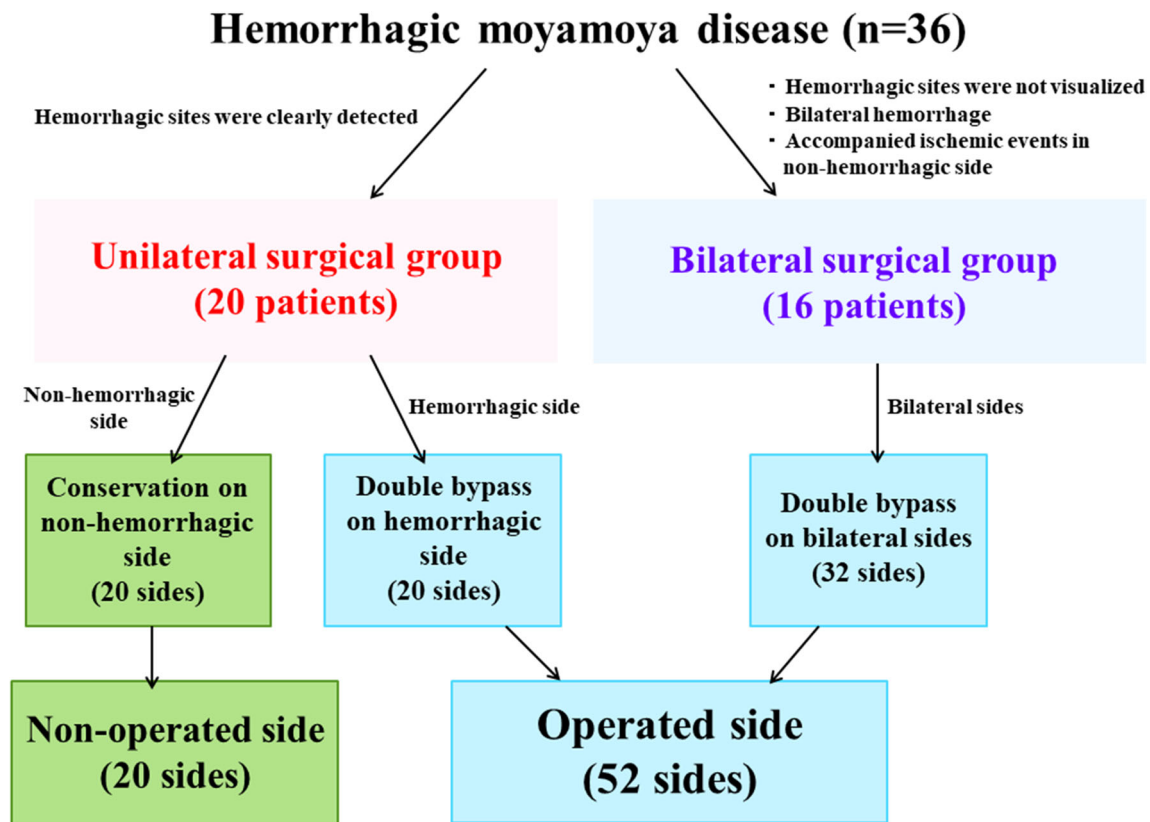 Hemorrhagic moyamoya disease (n=36)
Hemorrhagic sites were clearly detected
・ Hemorrhagic sites were not visualized
・ Bilateral hemorrhage
・ Accompanied ischemic events in
non-hemorrhagic side
Unilateral surgical group
(20 patients)
Bilateral surgical group
(16 patients)
Non-hemorrhagic
side
Hemorrhagic side
Bilateral sides
Conservation on
non-hemorrhagic
side
(20 sides)
Double bypass
on hemorrhagic
side
(20 sides)
Double bypass
on bilateral sides
(32 sides)
Non-operated side
(20 sides)
Operated side
(52 sides)